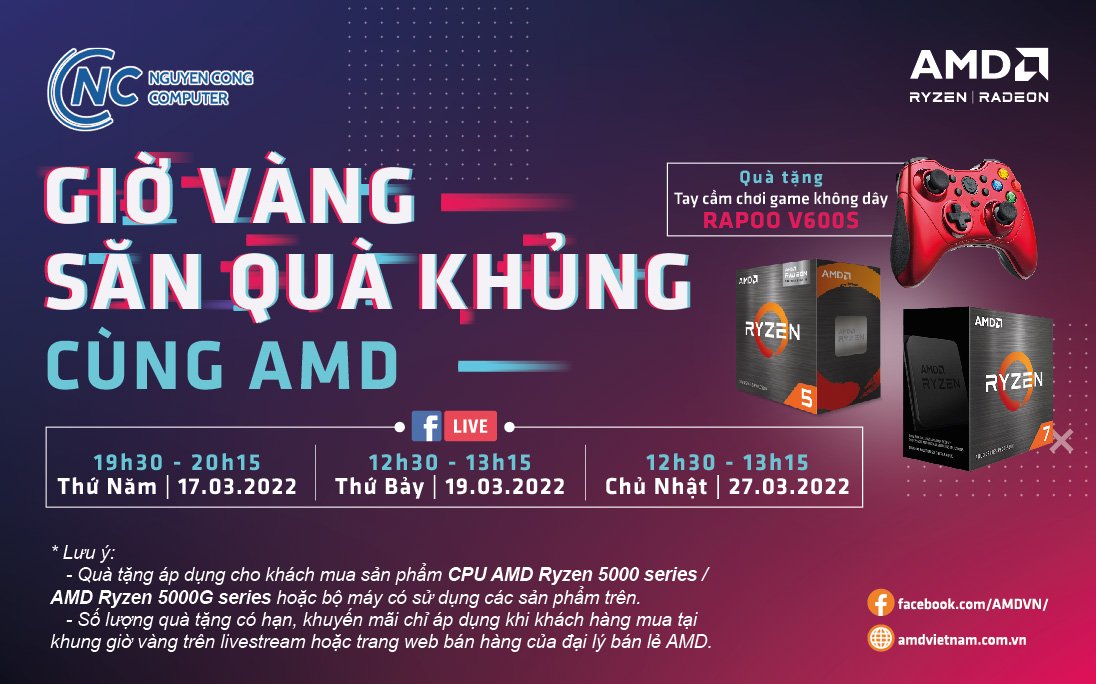 NC NGUYEN CONG
COMPUTER
AMD
RYZEN | RADEON
GIỜ VÀNG
SĂN QUÀ KHỦNG
CÙNG AMD
Quà tặng
Tay cầm chơi game không dây
RAPOO V600S
AMD
RADEON
AMD
RYZEN
5
AMD
AMD
RYZEN
RYZEN
7
f LIVE
19h30 - 20h15
Thứ Năm | 17.03.2022
12h30 - 13h15
Thứ Bảy | 19.03.2022
12h30 - 13h15
Chủ Nhật | 27.03.2022
* Lưu ý:
- Quà tặng áp dụng cho khách mua sản phẩm CPU AMD Ryzen 5000 series /
AMD Ryzen 5000G series hoặc bộ máy có sử dụng các sản phẩm trên.
- Số lượng quà tặng có hạn, khuyến mãi chỉ áp dụng khi khách hàng mua tại
khung giờ vàng trên livestream hoặc trang web bán hàng của đại lý bán lẻ AMD.
facebook.com/AMDVN/
amdvietnam.com.vn